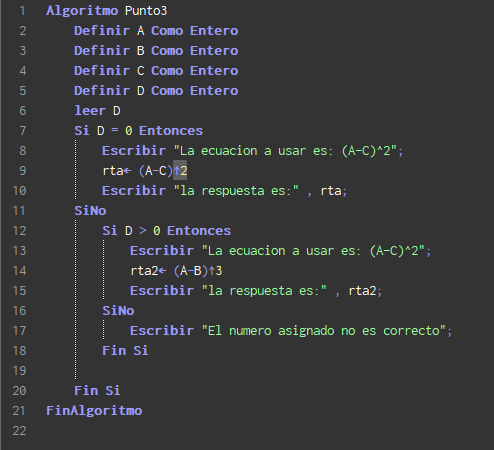 1 Algoritmo Punto3
2 Definir A Como Entero
3 Definir B Como Entero
4 Definir C Como Entero
5 Definir D Como Entero
6 leer D
7 Si D = 0 Entonces
8 Escribir "La ecuacion a usar es: (A-C)^2";
9 rta← (A-C)↑2
10 Escribir "la respuesta es:" , rta;
11 SiNo
12 Si D > 0 Entonces
13 Escribir "La ecuacion a usar es: (A-C)^2";
14 rta2← (A-B)↑3
15 Escribir "la respuesta es:" , rta2;
16 SiNo
17 Escribir "El numero asignado no es correcto";
18 Fin Si
19
20 Fin Si
21 FinAlgoritmo
22